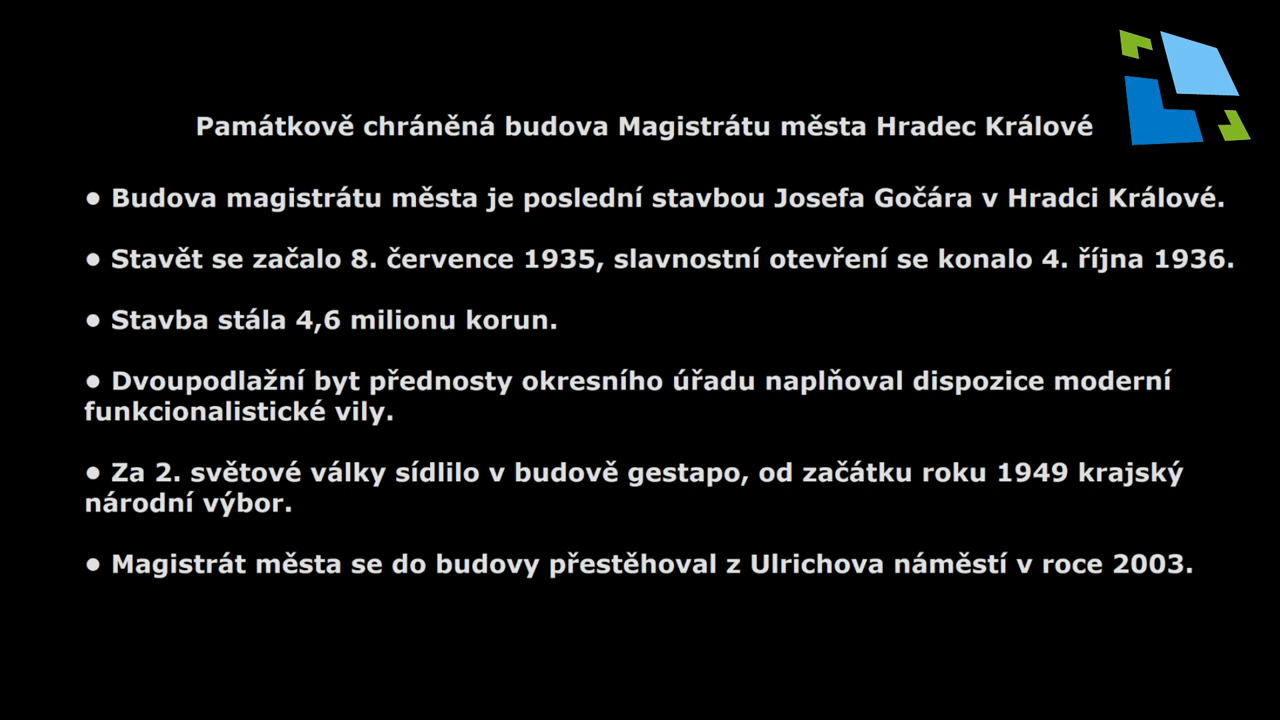 Památkově chráněná budova Magistrátu města Hradec Králové
● Budova magistrátu města je poslední stavbou Josefa Gočára v Hradci Králové.
● Stavět se začalo 8. července 1935, slavnostní otevření se konalo 4. října 1936.
● Stavba stála 4,6 milionu korun.
● Dvoupodlažní byt přednosty okresního úřadu naplňoval dispozice moderní
funkcionalistické vily.
● Za 2. světové války sídlilo v budově gestapo, od začátku roku 1949 krajský
národní výbor.
● Magistrát města se do budovy přestěhoval z Ulrichova náměstí v roce 2003.